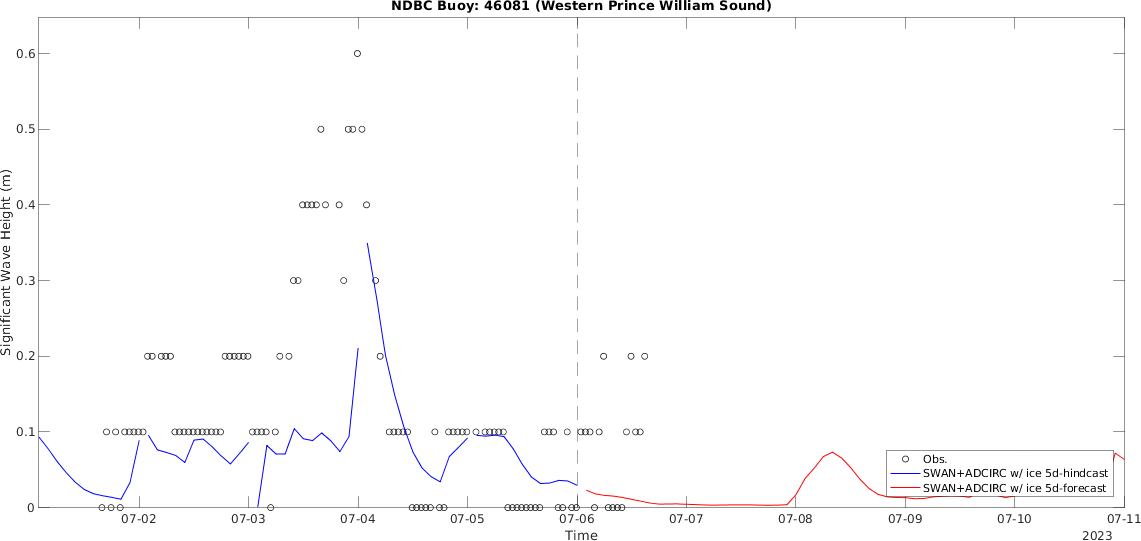 NDBC Buoy: 46081 (Western Prince William Sound)
Significant Wave Height (m)
0.6
0.5
0.4
0.3
0.2
0.1
0
Obs.
SWAN+ADCIRC w/ ice 5d-hindcast
SWAN+ADCIRC w/ ice 5d-forecast
07-02 07-03 07-04 07-05 07-06 07-07 07-08 07-09 07-10 07-11
Time
2023